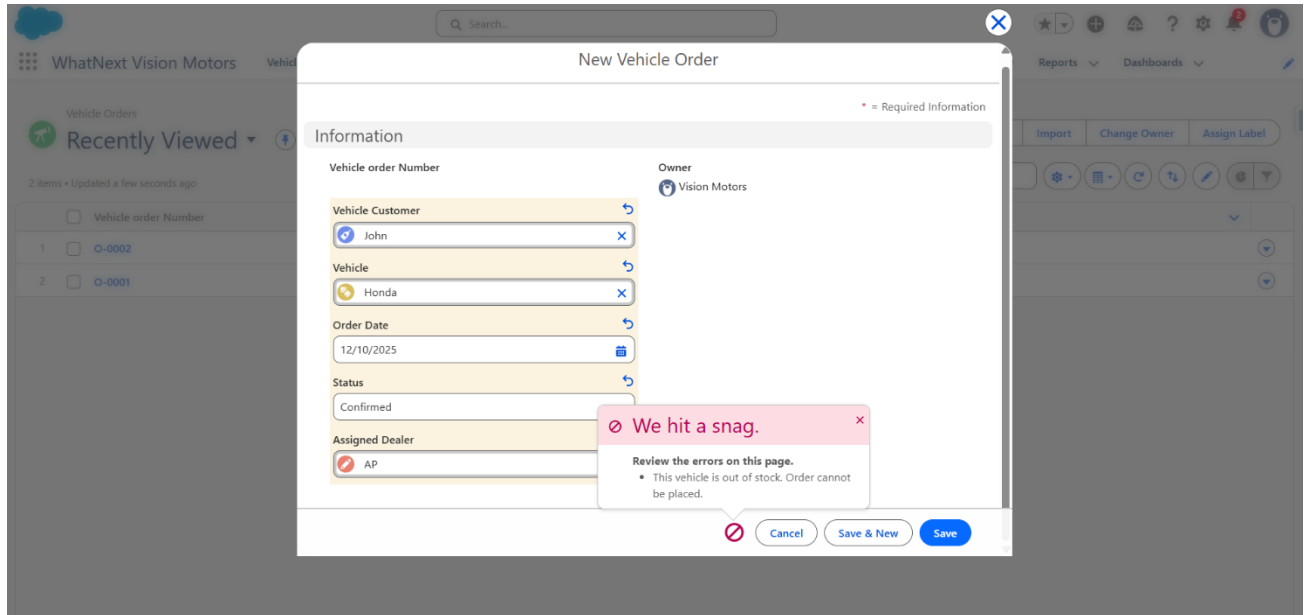 Search...
2
WhatNext Vision Motors
Vehicl
Reports
Dashboards
Vehicle Orders
Recently Viewed
Import
Change Owner
Assign Label
2 items • Updated a few seconds ago
Vehicle order Number
1
O-0002
2
O-0001
New Vehicle Order
* = Required Information
Information
Vehicle order Number
Owner
Vision Motors
Vehicle Customer
John
Vehicle
Honda
Order Date
12/10/2025
Status
Confirmed
Assigned Dealer
AP
We hit a snag.
Review the errors on this page.
• This vehicle is out of stock. Order cannot
be placed.
Cancel
Save & New
Save